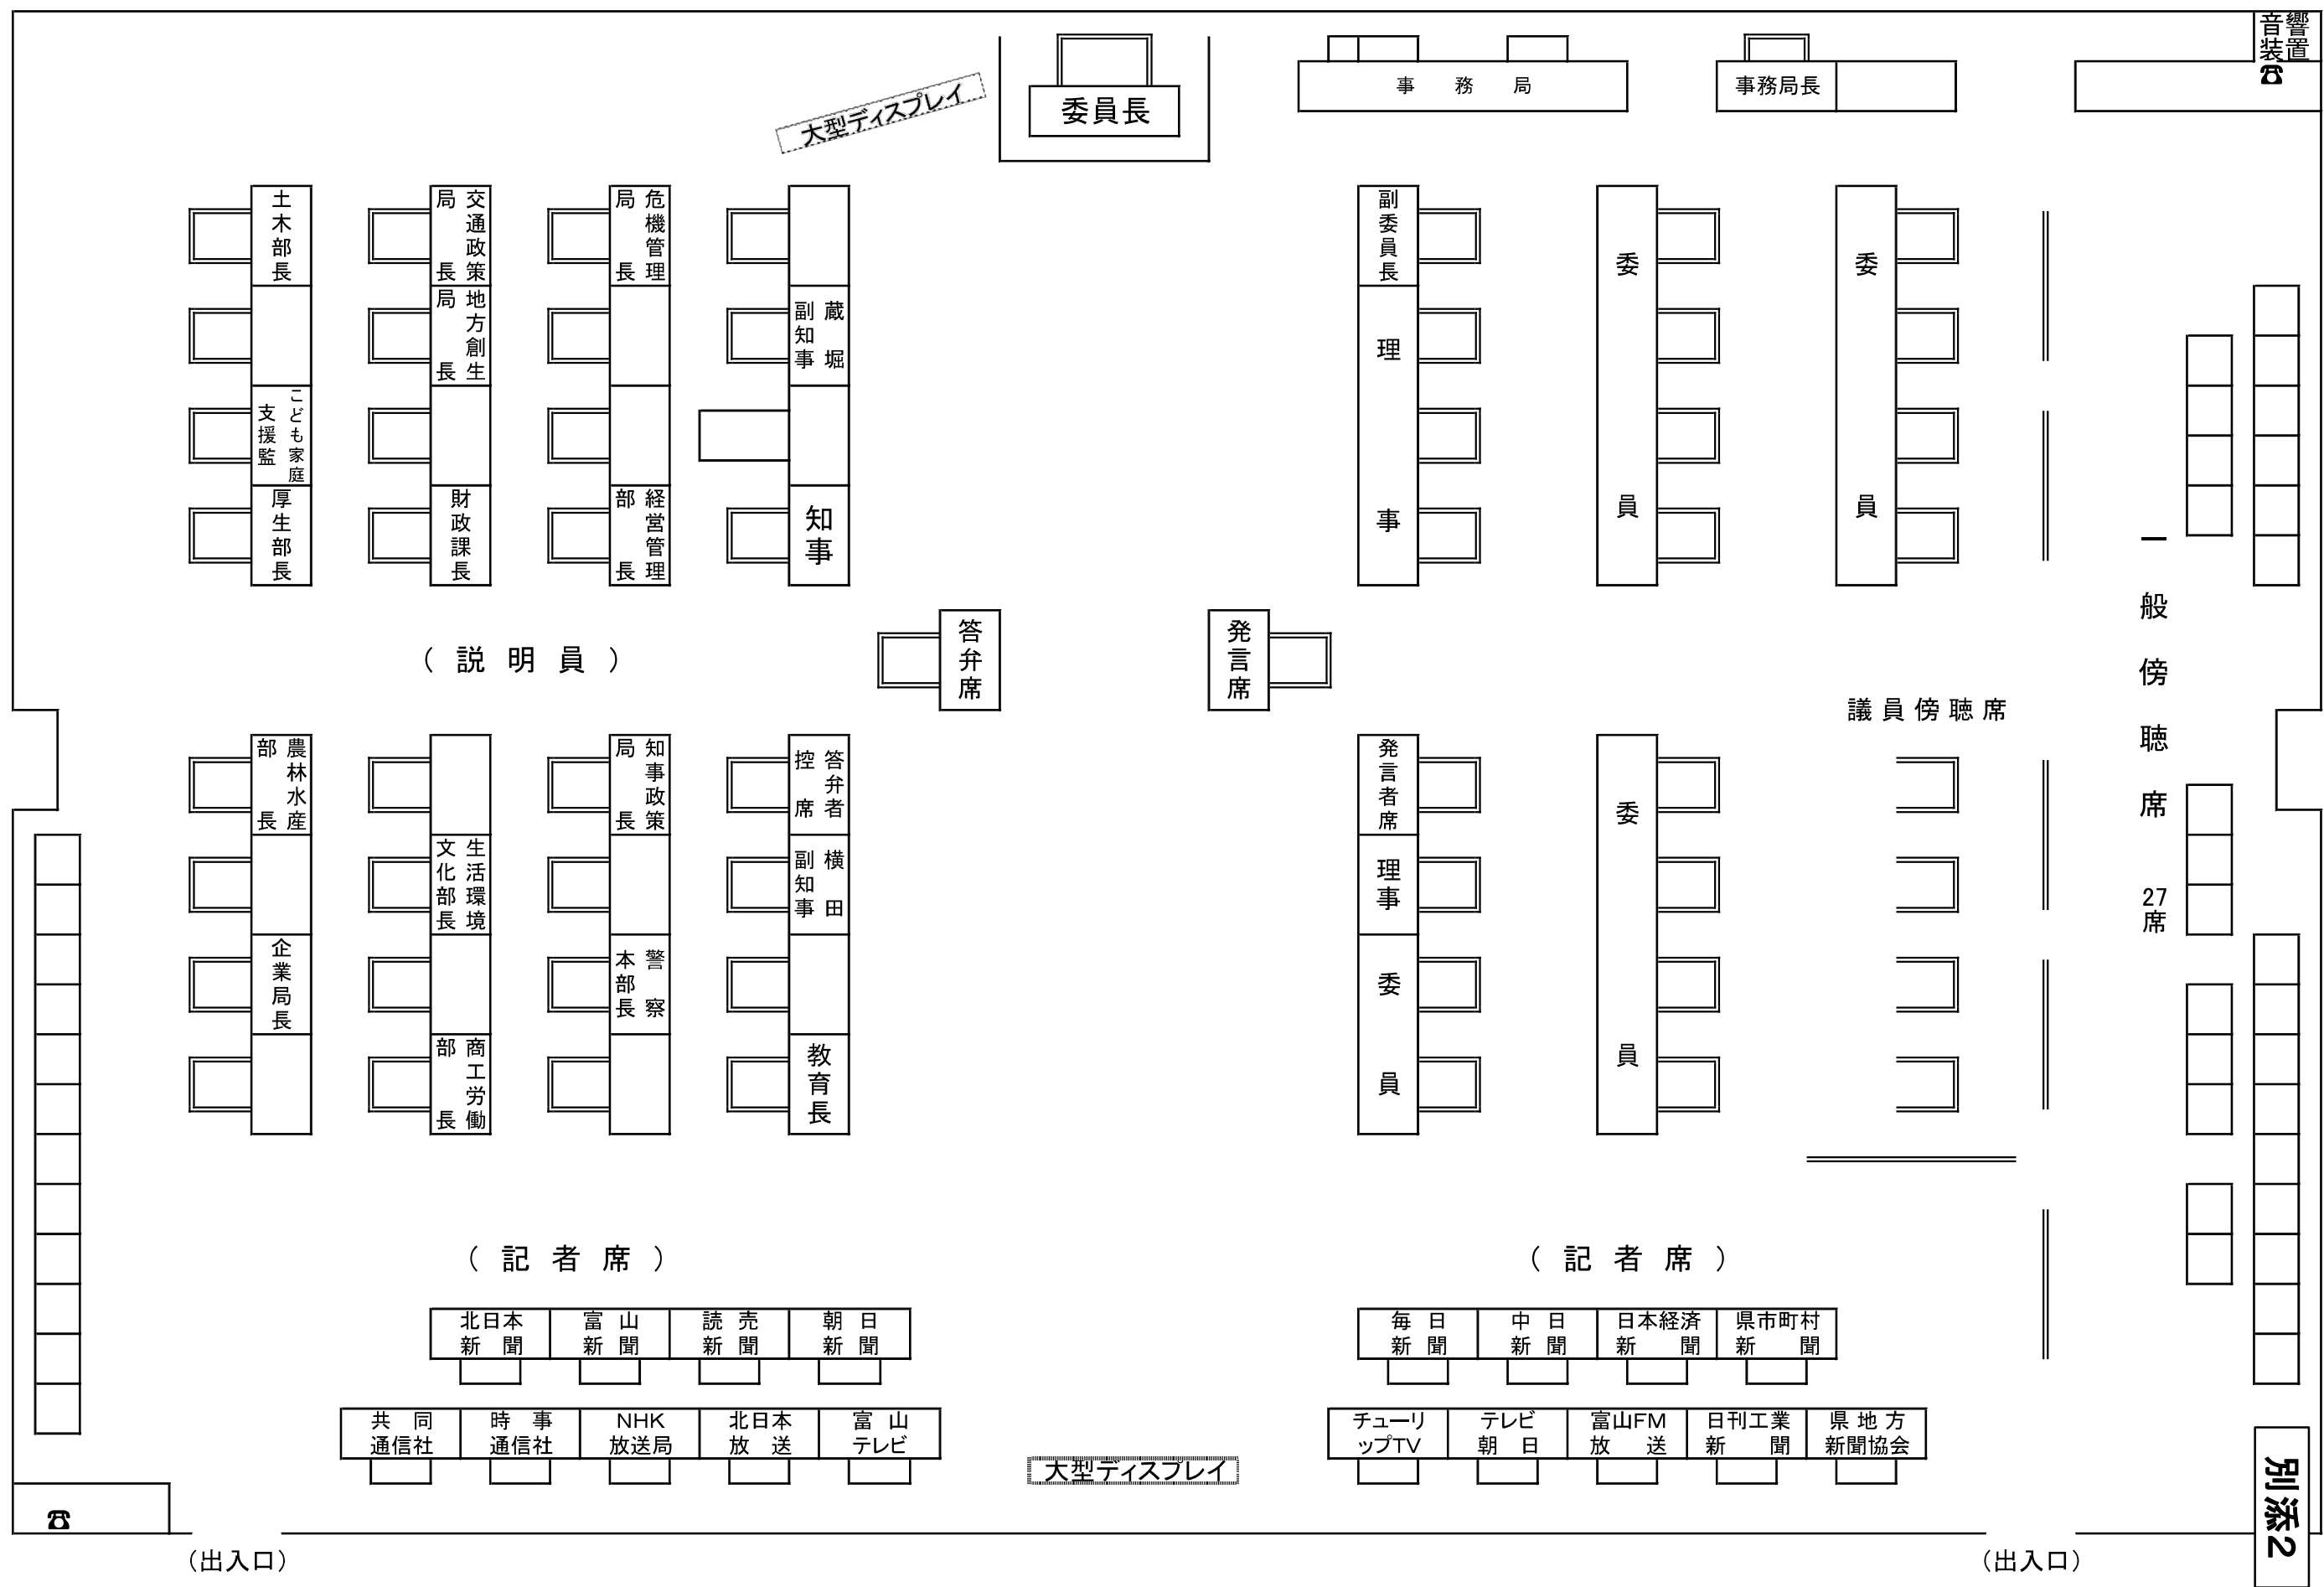 音響
装置
☎
大型ディスプレイ
委員長
事務局
事務局長
土木部長
交通政策
局長
危機管理
局長
副委員長
委員
委員
地方創生
局長
蔵堀
副知事
理事
こども家庭
支援監
厚生部長
財政課長
経営管理
部長
知事
一般傍聴席 27席
(説明員)
答弁席
発言席
議員傍聴席
農林水産
部長
知事政策
局長
答弁者
控席
発言者席
委員
生活環境
文化部長
横田
副知事
理事
企業局長
警察
本部長
委員
商工労働
部長
教育長
(記者席)
(記者席)
北日本
新聞
富山
新聞
読売
新聞
朝日
新聞
毎日
新聞
中日
新聞
日本経済
新聞
県市町村
新聞
共同
通信社
時事
通信社
NHK
放送局
北日本
放送
富山
テレビ
チューリ
ップTV
テレビ
朝日
富山FM
放送
日刊工業
新聞
県地方
新聞協会
大型ディスプレイ
別添2
☎
(出入口)
(出入口)